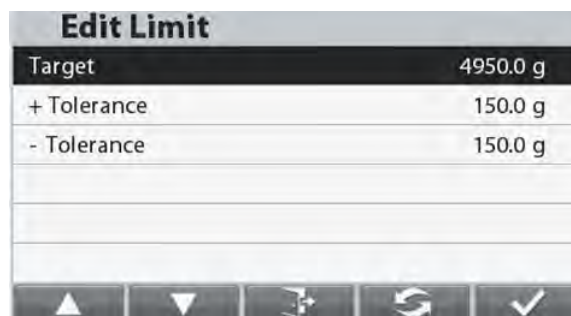 Edit Limit
Target 4950.0 g
+ Tolerance 150.0 g
- Tolerance 150.0 g